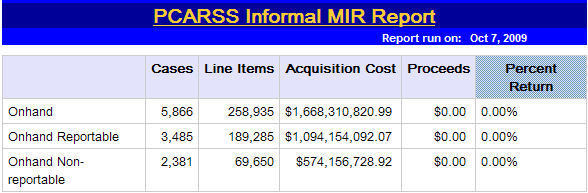 PCARSS Informal MIR Report
Report run on: Oct 7, 2009
Cases Line Items Acquisition Cost Proceeds Percent
Return
Onhand 5,866 258,935 $1,668,310,820.99 $0.00 0.00%
Onhand Reportable 3,485 189,285 $1,094,154,092.07 $0.00 0.00%
Onhand Non- 2,381 69,650 $574,156,728.92 $0.00 0.00%
reportable